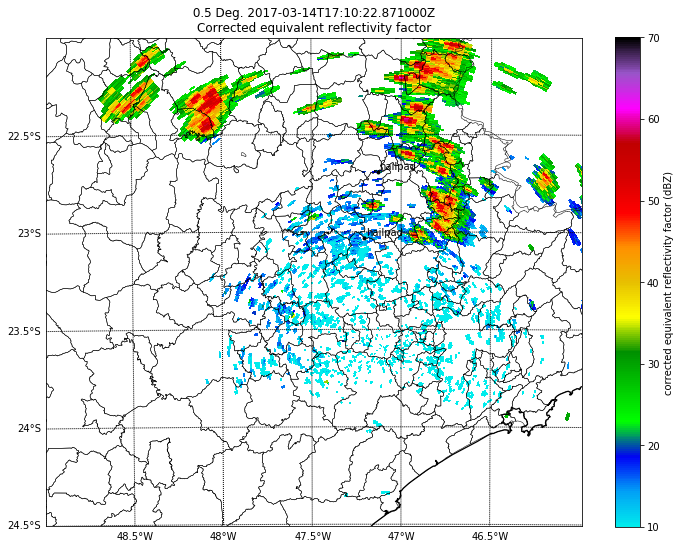 0.5 Deg. 2017-03-14T17:10:22.871000Z
Corrected equivalent reflectivity factor
22.5°S
23°S
23.5°S
24°S
24.5°S
48.5°W
48°W
47.5°W
47°W
46.5°W
hailpad
hailpad
70
60
50
40
30
20
10
corrected equivalent reflectivity factor (dBZ)